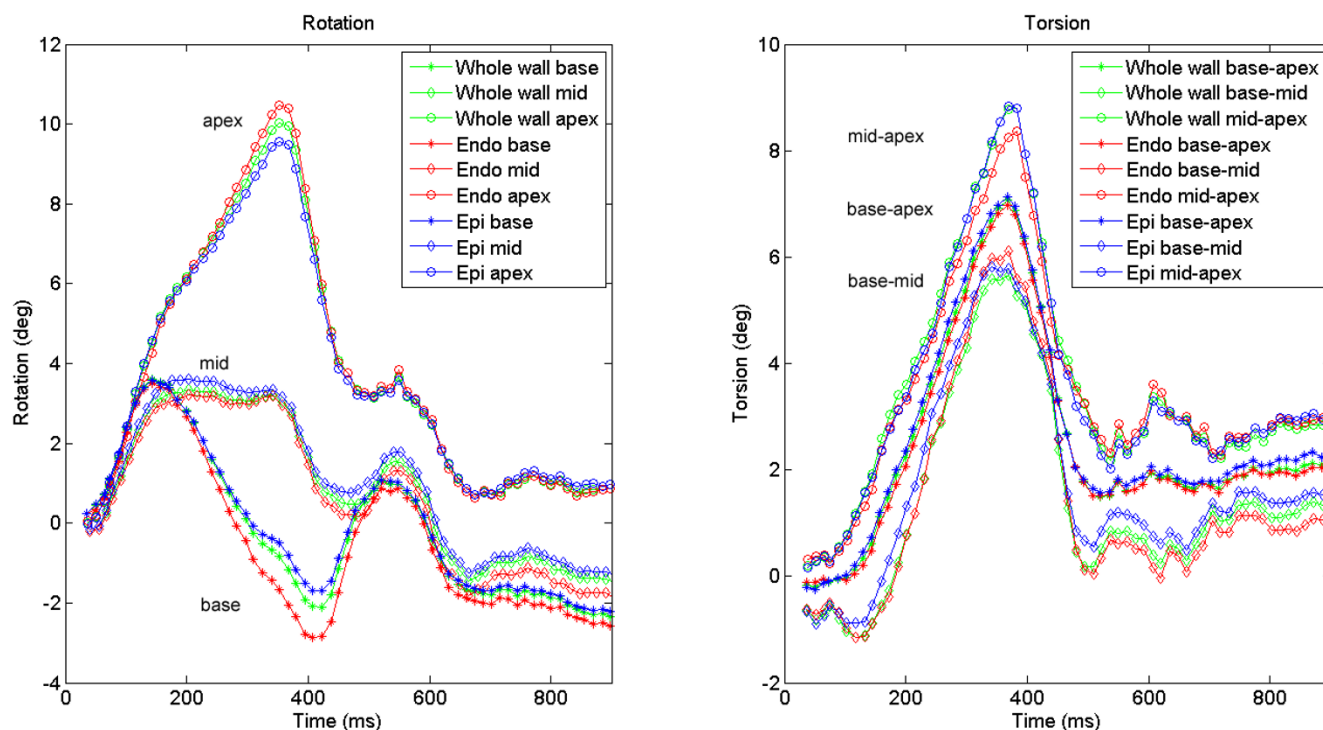 Rotation
12
10
8
6
4
2
0
-2
-4
0
200
400
600
800
Rotation (deg)
Time (ms)
apex
mid
base
Whole wall base
Whole wall mid
Whole wall apex
Endo base
Endo mid
Endo apex
Epi base
Epi mid
Epi apex
Torsion
10
8
6
4
2
0
-2
0
200
400
600
800
Torsion (deg)
Time (ms)
mid-apex
base-apex
base-mid
Whole wall base-apex
Whole wall base-mid
Whole wall mid-apex
Endo base-apex
Endo base-mid
Endo mid-apex
Epi base-apex
Epi base-mid
Epi mid-apex